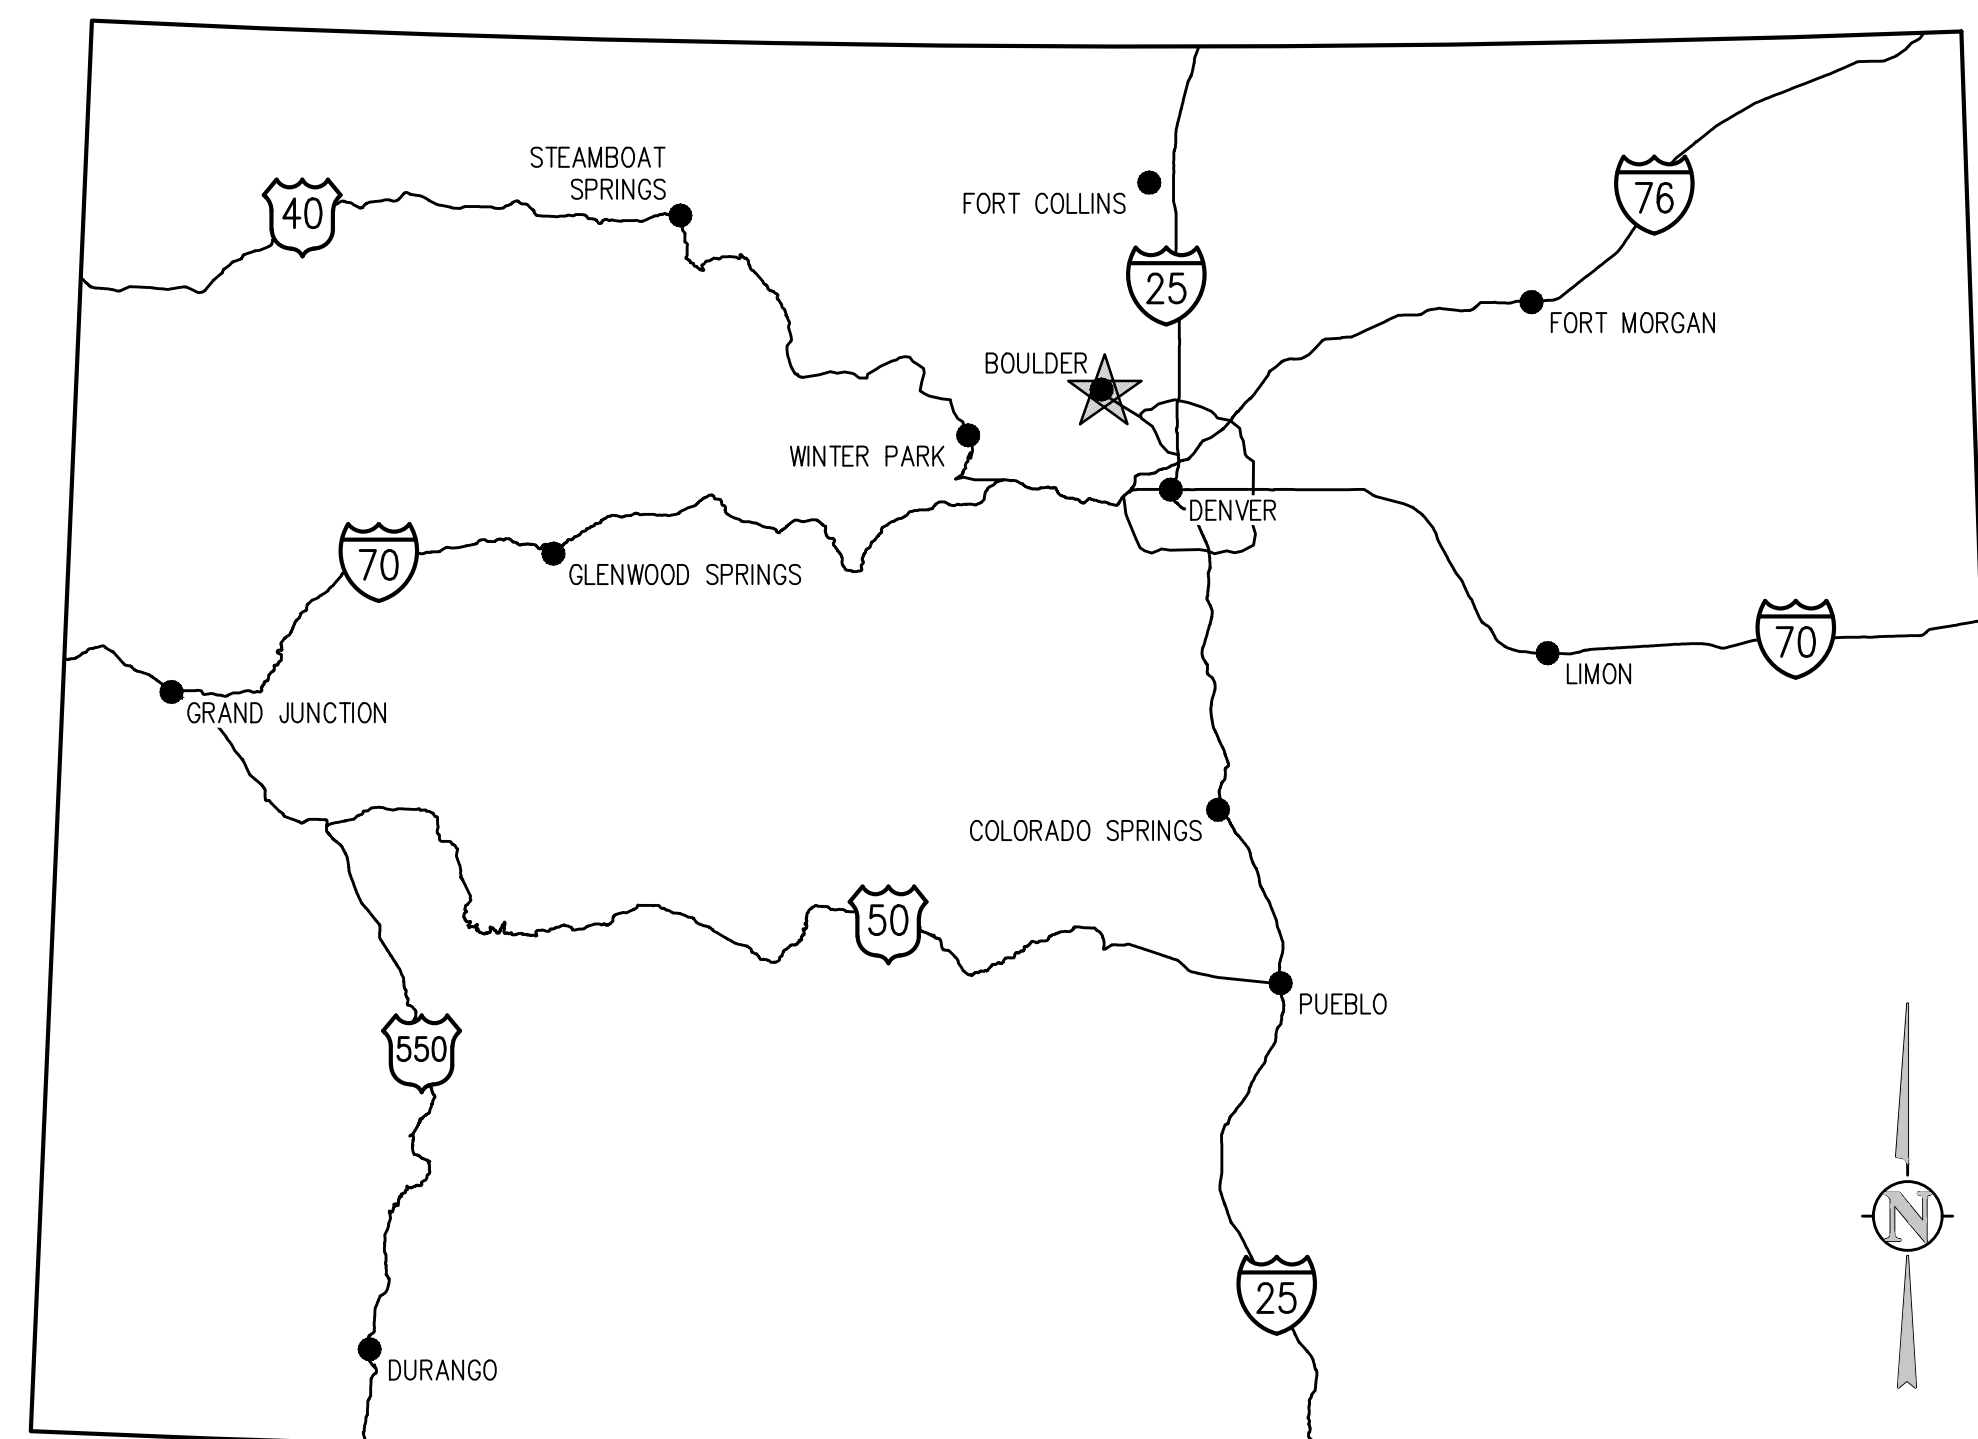 STEAMBOAT
SPRINGS
40
FORT COLLINS
76
25
FORT MORGAN
BOULDER
WINTER PARK
DENVER
70
GLENWOOD SPRINGS
70
LIMON
GRAND JUNCTION
COLORADO SPRINGS
50
PUEBLO
550
N
25
DURANGO